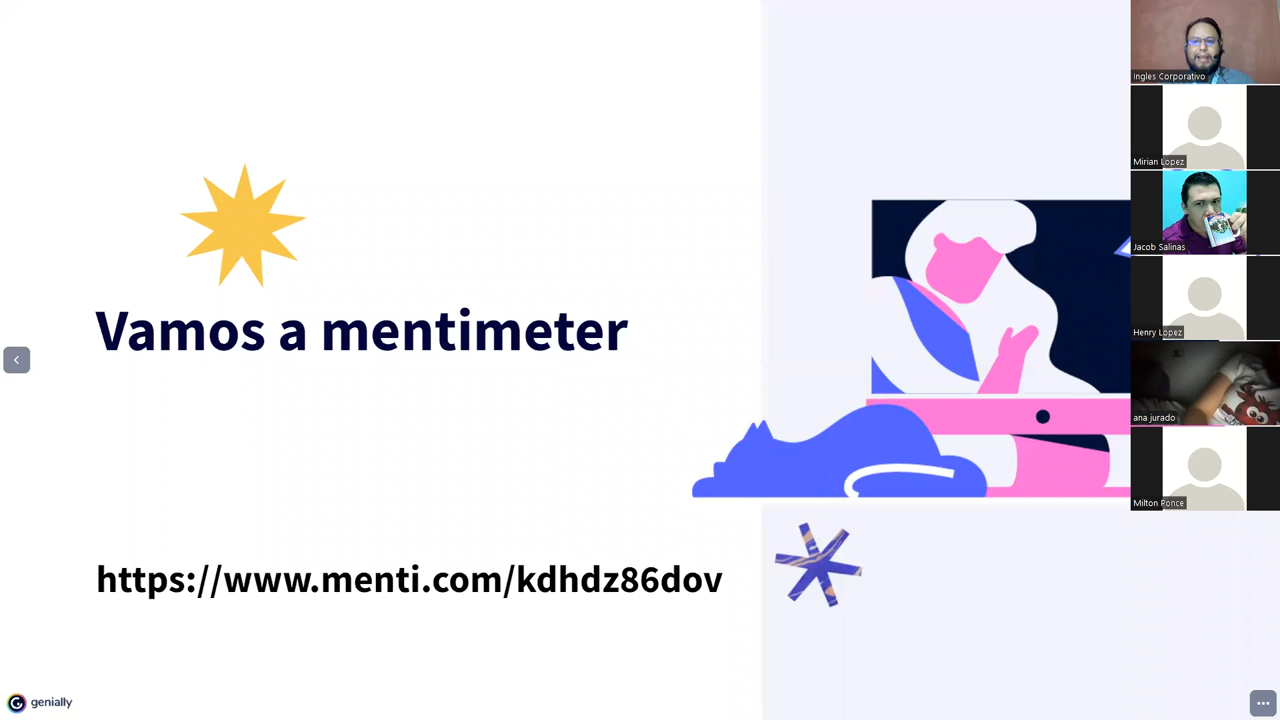 Vamos a mentimeter
https://www.menti.com/kdhdz86dov
genially
Ingles Corporativo
Mirian Lopez
Jacob Salinas
Henry Lopez
ana jurado
Milton Ponce